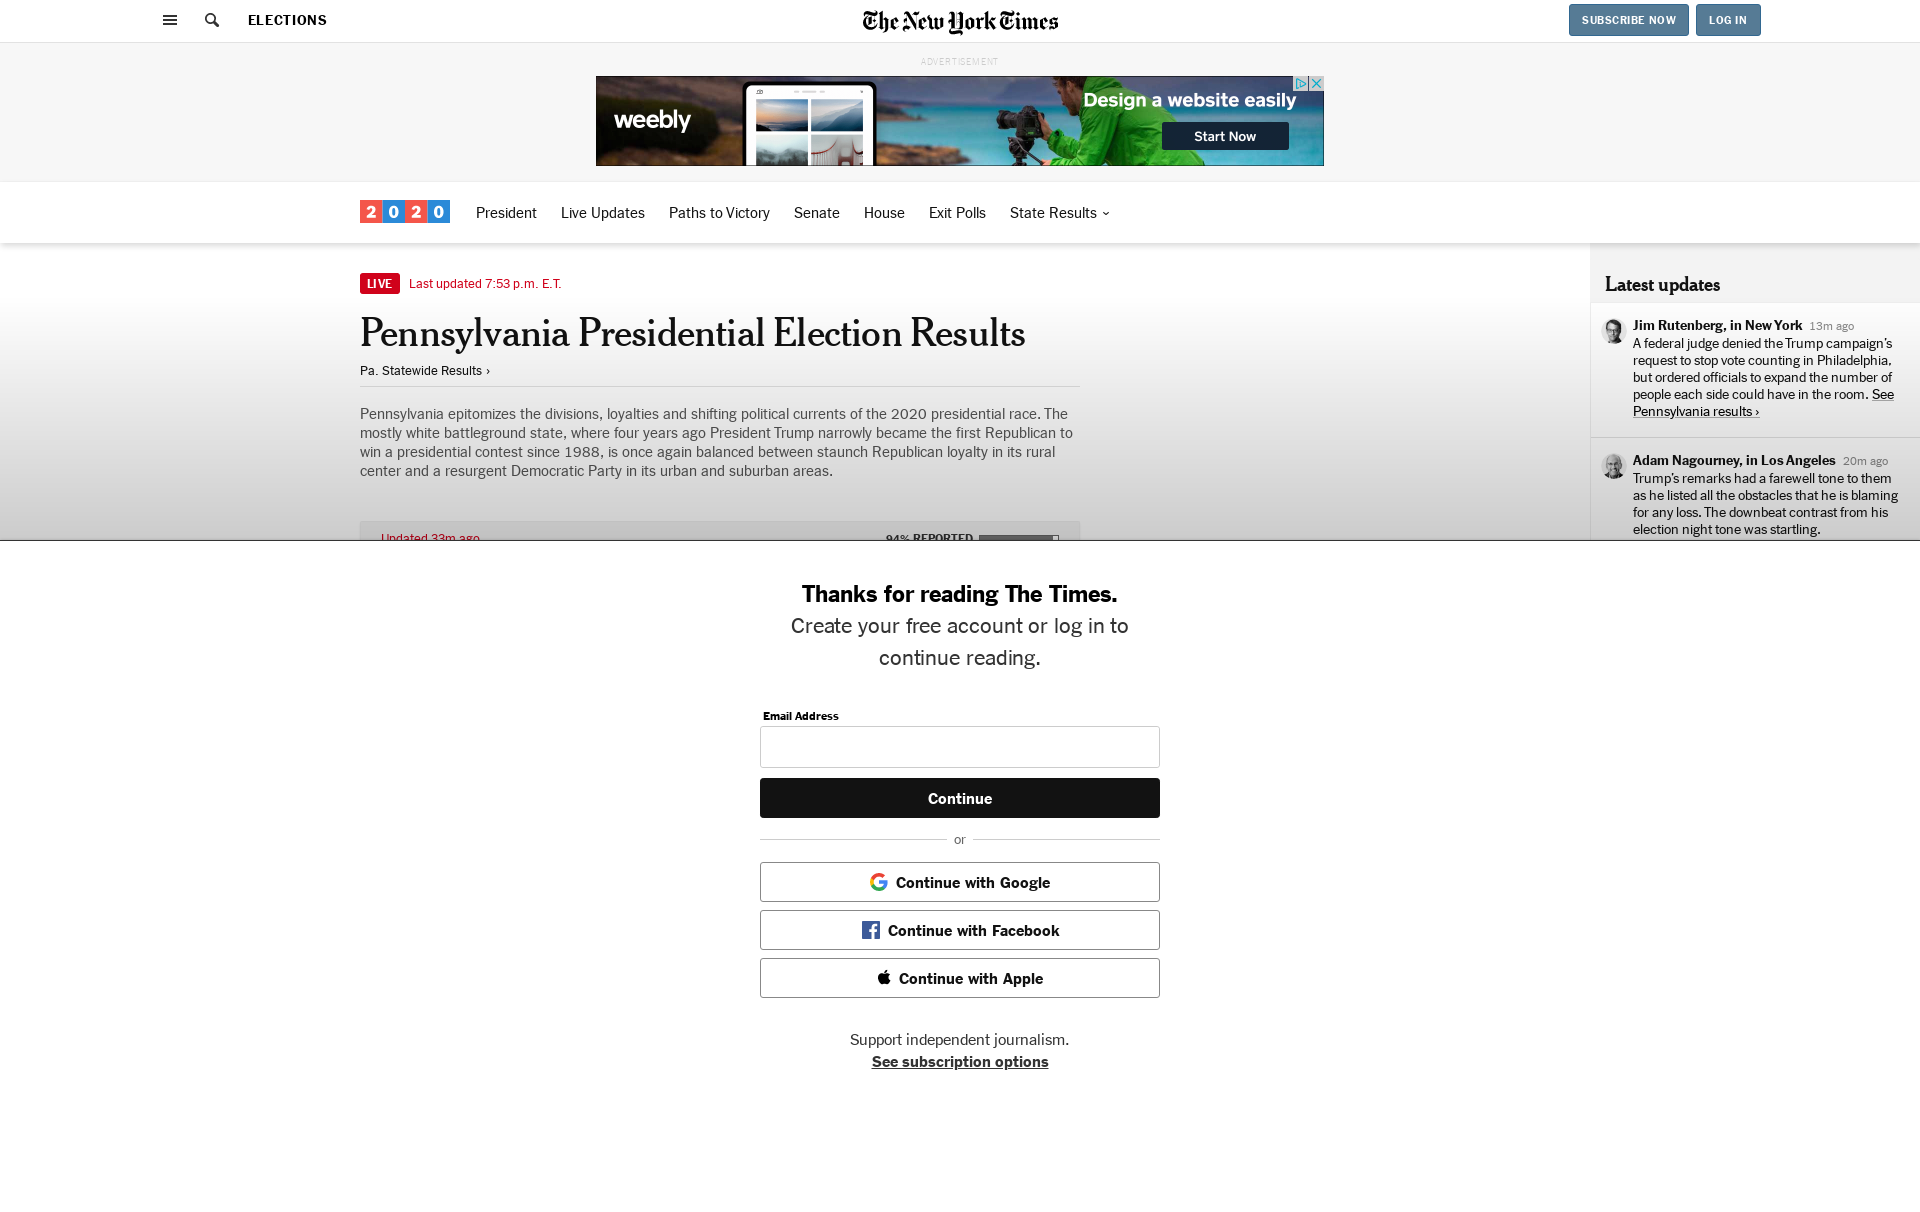 ELECTIONS
The New York Times
SUBSCRIBE NOW
LOG IN
ADVERTISEMENT
weebly
Design a website easily
Start Now
2020
President
Live Updates
Paths to Victory
Senate
House
Exit Polls
State Results
LIVE Last updated 7:53 p.m. E.T.
Pennsylvania Presidential Election Results
Pa. Statewide Results ›
Pennsylvania epitomizes the divisions, loyalties and shifting political currents of the 2020 presidential race. The
mostly white battleground state, where four years ago President Trump narrowly became the first Republican to
win a presidential contest since 1988, is once again balanced between staunch Republican loyalty in its rural
center and a resurgent Democratic Party in its urban and suburban areas.
Updated 33m ago
94% REPORTED
Latest updates
Jim Rutenberg, in New York 13m ago
A federal judge denied the Trump campaign's
request to stop vote counting in Philadelphia,
but ordered officials to expand the number of
people each side could have in the room. See
Pennsylvania results ›
Adam Nagourney, in Los Angeles 20m ago
Trump's remarks had a farewell tone to them
as he listed all the obstacles that he is blaming
for any loss. The downbeat contrast from his
election night tone was startling.
Thanks for reading The Times.
Create your free account or log in to
continue reading.
Email Address
Continue
or
Continue with Google
Continue with Facebook
Continue with Apple
Support independent journalism.
See subscription options